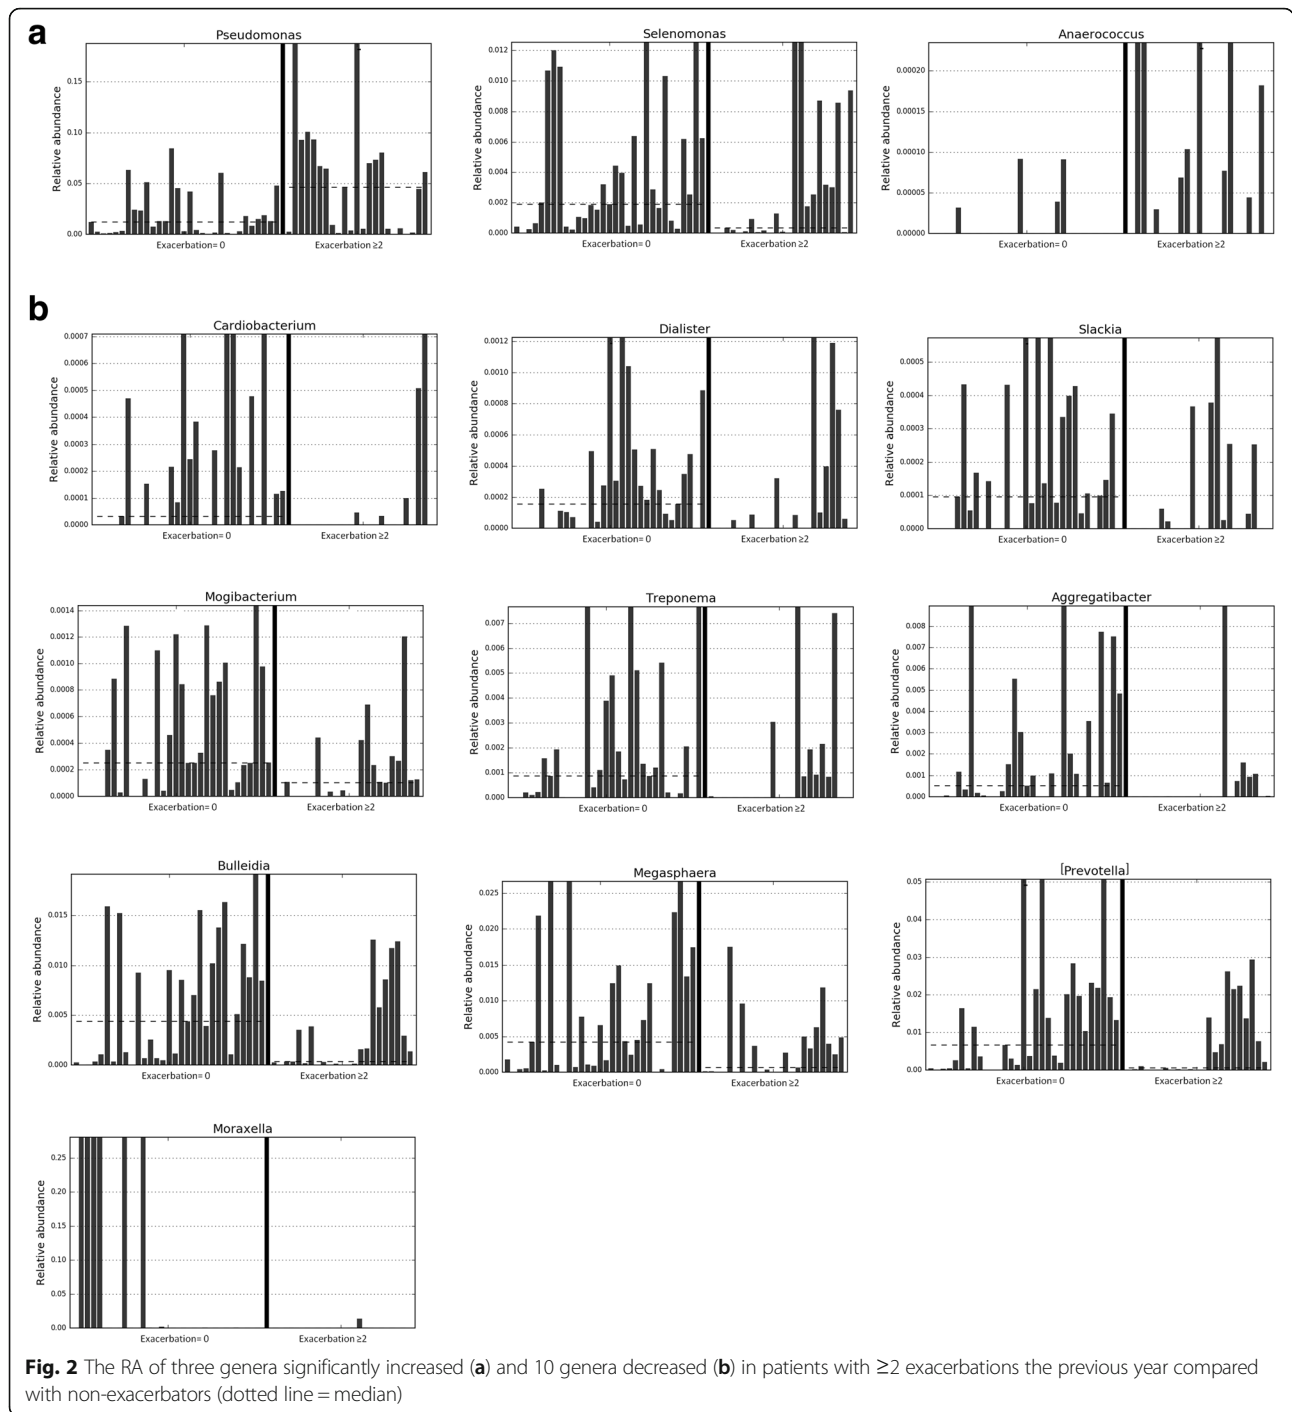 a
Pseudomonas
0.15
0.10
0.05
0.00
Relative abundance
Exacerbation= 0
Exacerbation ≥2
Selenomonas
0.012
0.010
0.008
0.006
0.004
0.002
0.000
Relative abundance
Exacerbation= 0
Exacerbation ≥2
Anaerococcus
0.00020
0.00015
0.00010
0.00005
0.00000
Relative abundance
Exacerbation= 0
Exacerbation ≥2
b
Cardiobacterium
0.0007
0.0006
0.0005
0.0004
0.0003
0.0002
0.0001
0.0000
Relative abundance
Exacerbation= 0
Exacerbation ≥2
Dialister
0.0012
0.0010
0.0008
0.0006
0.0004
0.0002
0.0000
Relative abundance
Exacerbation= 0
Exacerbation ≥2
Slackia
0.0005
0.0004
0.0003
0.0002
0.0001
0.0000
Relative abundance
Exacerbation= 0
Exacerbation ≥2
Mogibacterium
0.0014
0.0012
0.0010
0.0008
0.0006
0.0004
0.0002
0.0000
Relative abundance
Exacerbation= 0
Exacerbation ≥2
Treponema
0.007
0.006
0.005
0.004
0.003
0.002
0.001
0.000
Relative abundance
Exacerbation= 0
Exacerbation ≥2
Aggregatibacter
0.008
0.007
0.006
0.005
0.004
0.003
0.002
0.001
0.000
Relative abundance
Exacerbation= 0
Exacerbation ≥2
Bulleidia
0.015
0.010
0.005
0.000
Relative abundance
Exacerbation= 0
Exacerbation ≥2
Megasphaera
0.025
0.020
0.015
0.010
0.005
0.000
Relative abundance
Exacerbation= 0
Exacerbation ≥2
[Prevotella]
0.05
0.04
0.03
0.02
0.01
0.00
Relative abundance
Exacerbation= 0
Exacerbation ≥2
Moraxella
0.25
0.20
0.15
0.10
0.05
0.00
Relative abundance
Exacerbation= 0
Exacerbation ≥2
Fig. 2 The RA of three genera significantly increased (a) and 10 genera decreased (b) in patients with ≥2 exacerbations the previous year compared
with non-exacerbators (dotted line = median)